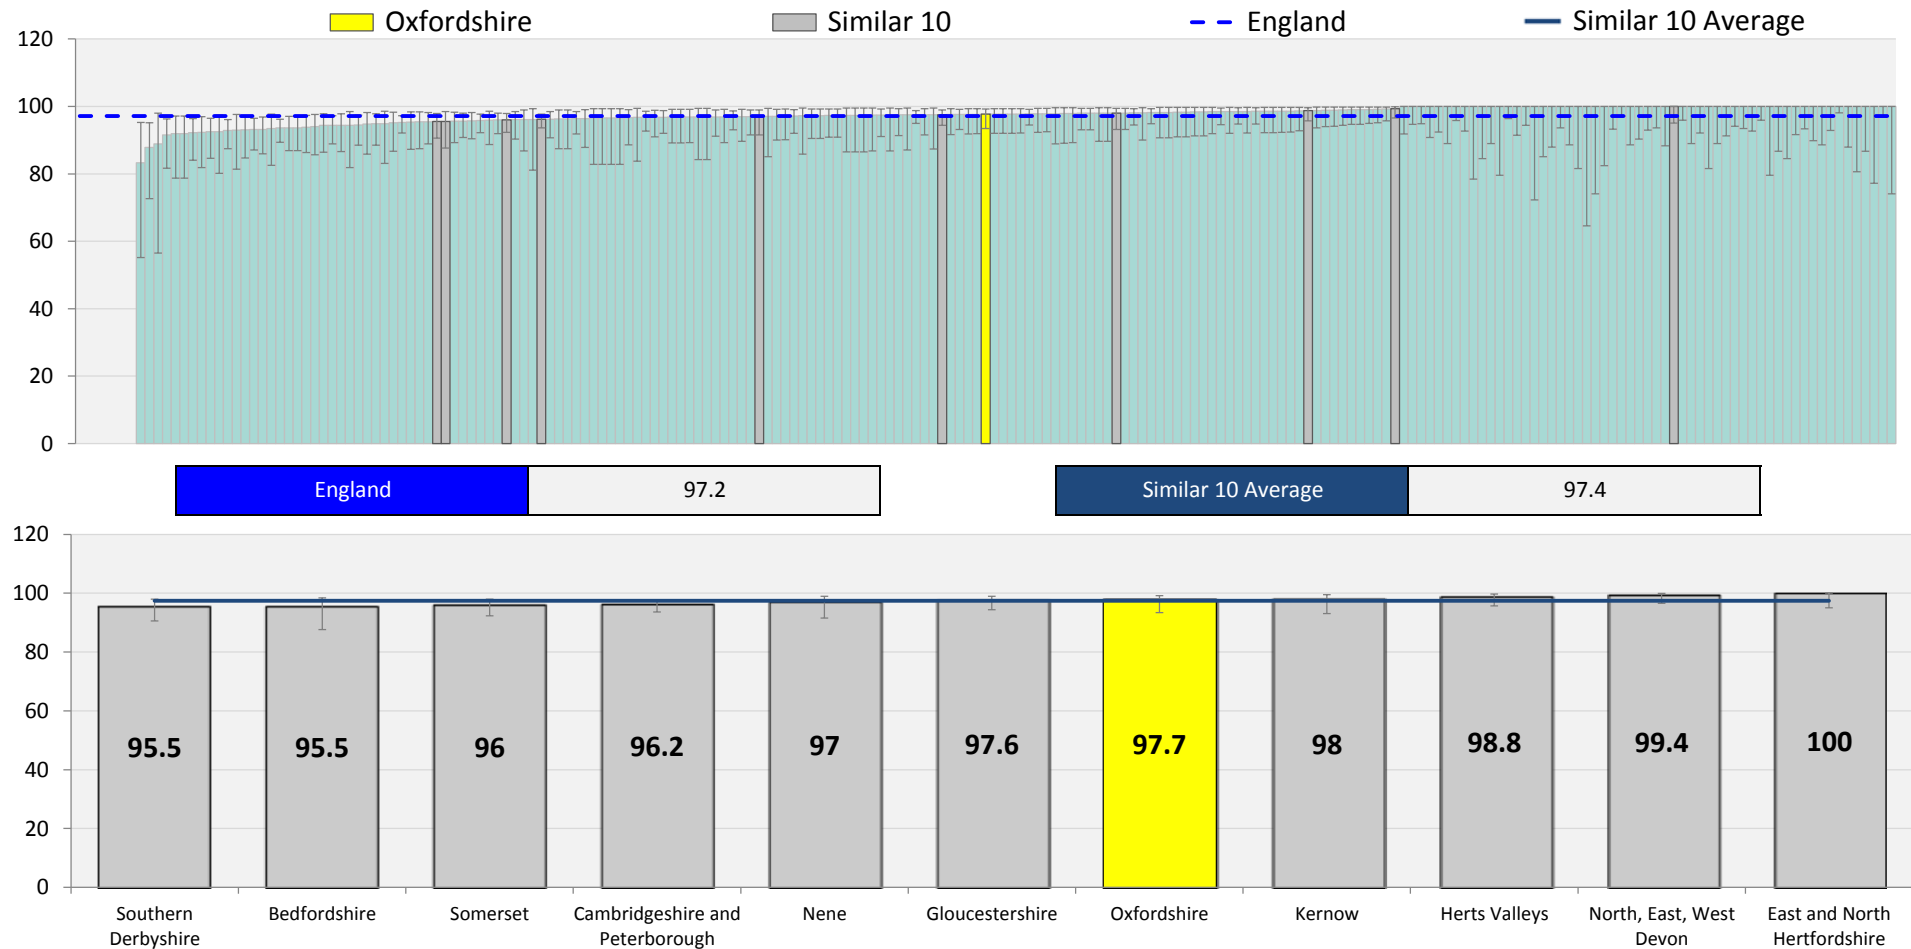 Oxfordshire Similar 10 England Similar 10 Average
120
100
80
60
40
20
0
England 97.2 Similar 10 Average 97.4
120
100
80
60
40
20
0
95.5 95.5 96 96.2 97 97.6 97.7 98 98.8 99.4 100
Southern Derbyshire
Bedfordshire
Somerset
Cambridgeshire and Peterborough
Nene
Gloucestershire
Oxfordshire
Kernow
Herts Valleys
North, East, West Devon
East and North Hertfordshire